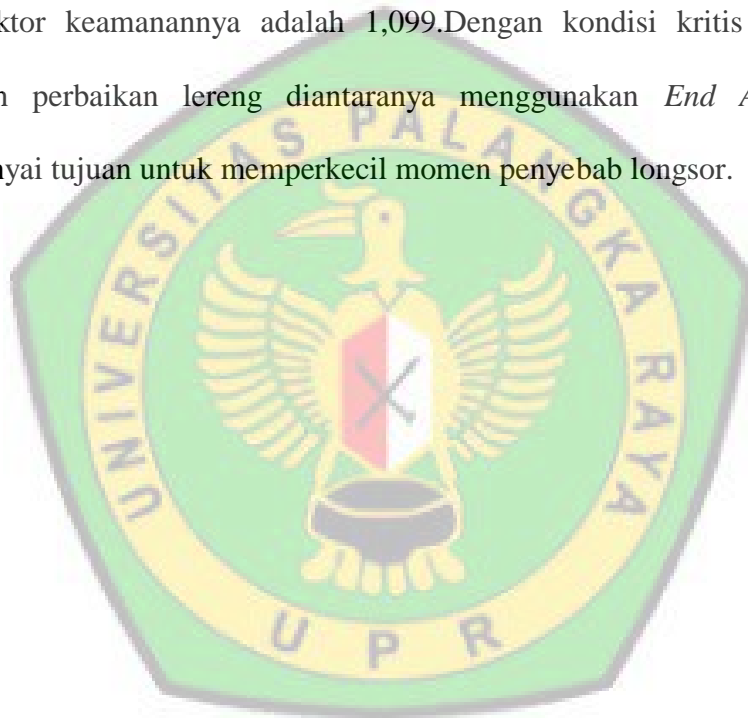 ktor keamanannya adalah 1,099.Dengan kondisi kritis
perbaikan lereng diantaranya menggunakan End
tujuan untuk memperkecil momen penyebab longsor.
UNIVERSITAS PALANGKA RAYA
UPR